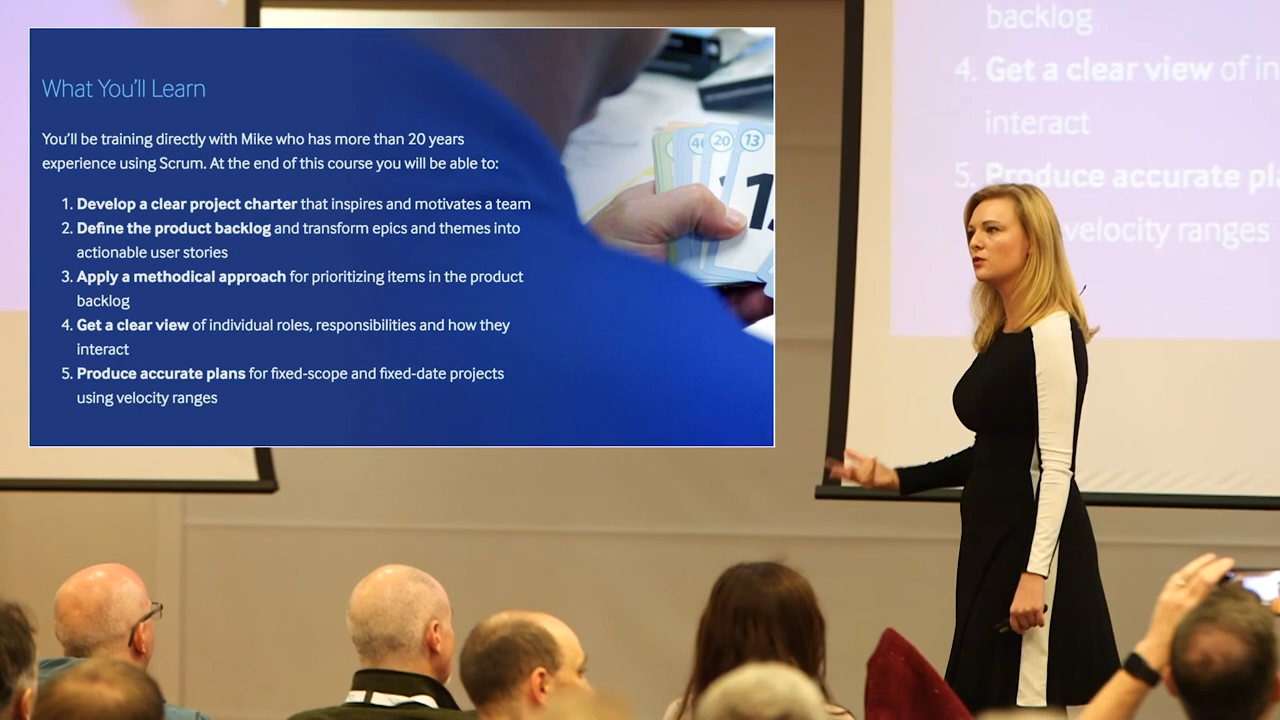 What You'll Learn
You'll be training directly with Mike who has more than 20 years
experience using Scrum. At the end of this course you will be able to:
1. Develop a clear project charter that inspires and motivates a team
2. Define the product backlog and transform epics and themes into
actionable user stories
3. Apply a methodical approach for prioritizing items in the product
backlog
4. Get a clear view of individual roles, responsibilities and how they
interact
5. Produce accurate plans for fixed-scope and fixed-date projects
using velocity ranges
40 20 13
backlog
4. Get a clear view of in
interact
5. Produce accurate pla
velocity ranges